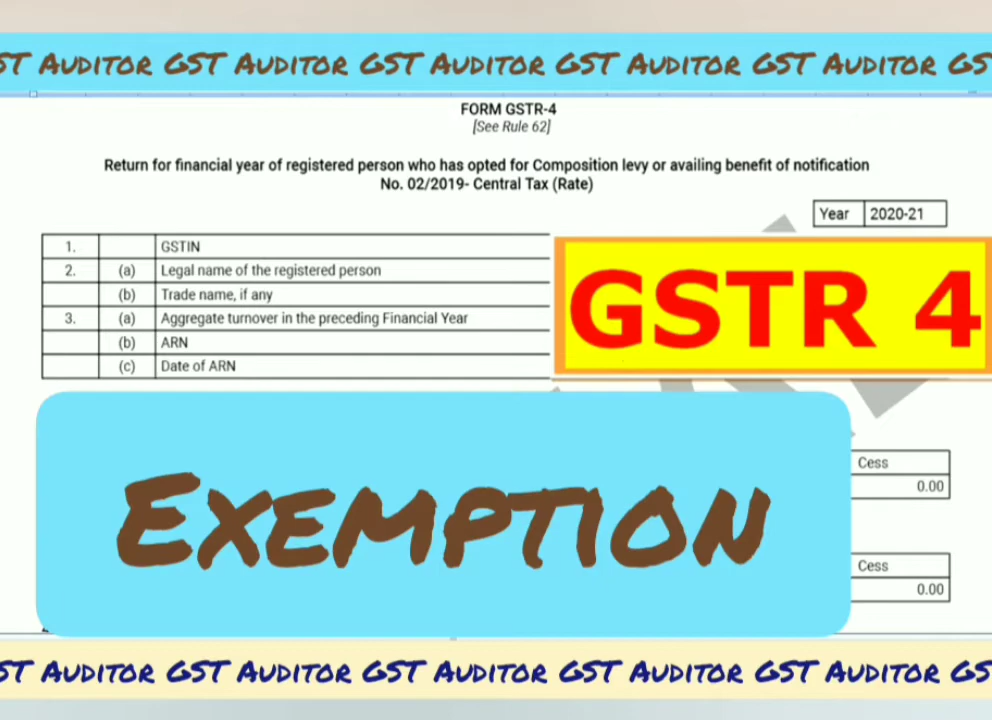 ST AUDITOR GST AUDITOR GST AUDITOR GST AUDITOR GST AUDITOR GS
FORM GSTR-4
[See Rule 62]
Return for financial year of registered person who has opted for Composition levy or availing benefit of notification
No. 02/2019- Central Tax (Rate)
Year 2020-21
1. GSTIN
2. (a) Legal name of the registered person
(b) Trade name, if any
3. (a) Aggregate turnover in the preceding Financial Year
(b) ARN
(c) Date of ARN
GSTR 4
EXEMPTION
Cess
0.00
Cess
0.00
ST AUDITOR GST AUDITOR GST AUDITOR GST AUDITOR GST AUDITOR GS